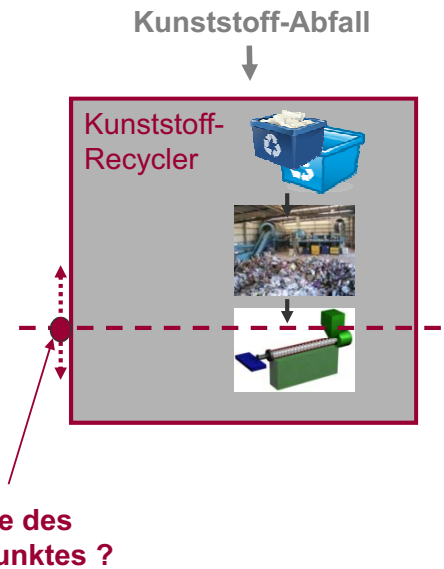 Kunststoff-Abfall
Kunststoff-
Recycler
e des
unktes ?